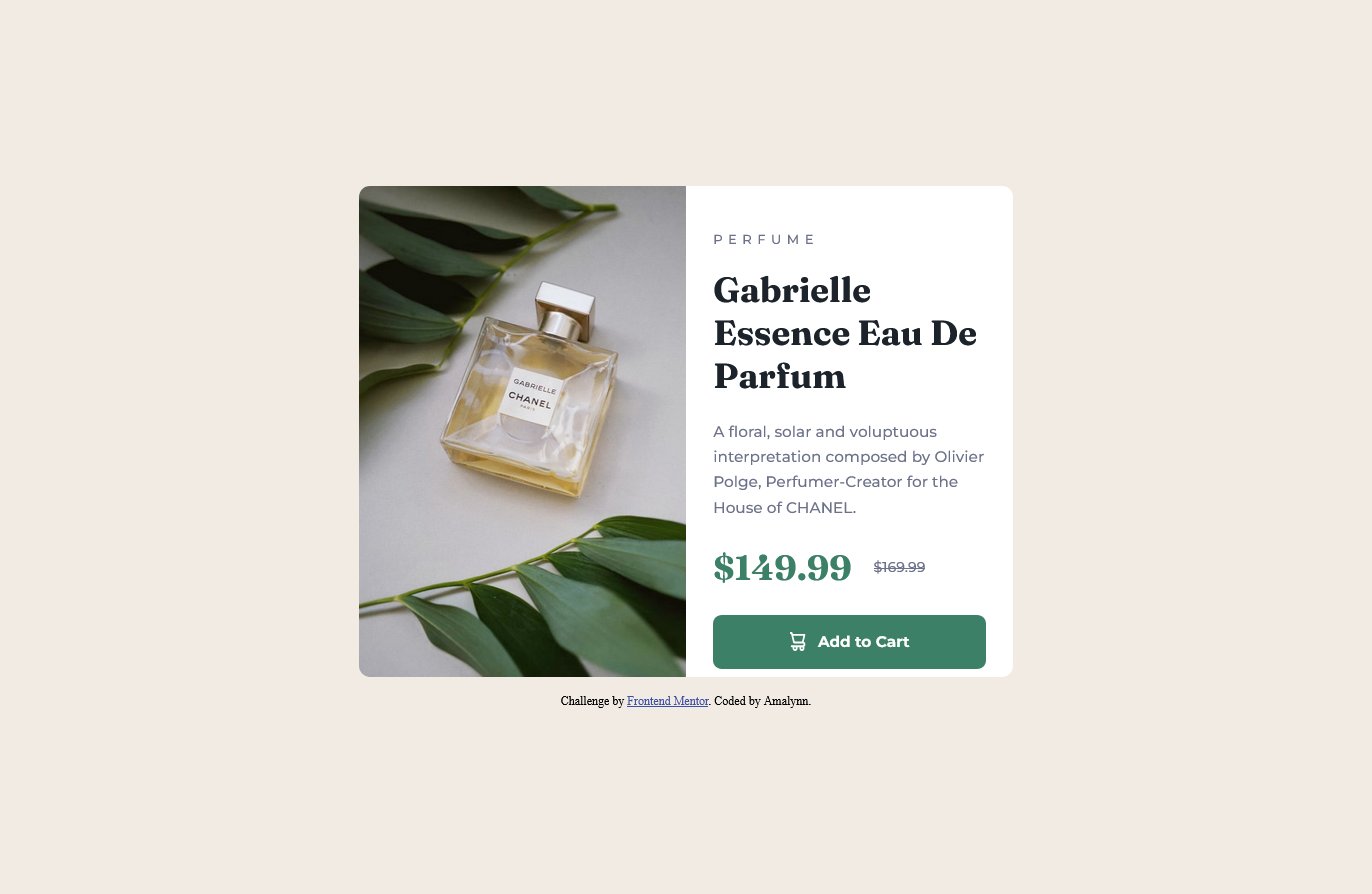 GABRIELLE
CHANEL
PARIS
PERFUME
Gabrielle
Essence Eau De
Parfum
A floral, solar and voluptuous
interpretation composed by Olivier
Polge, Perfumer-Creator for the
House of CHANEL.
$149.99 $169.99
Add to Cart
Challenge by Frontend Mentor. Coded by Amalynn.